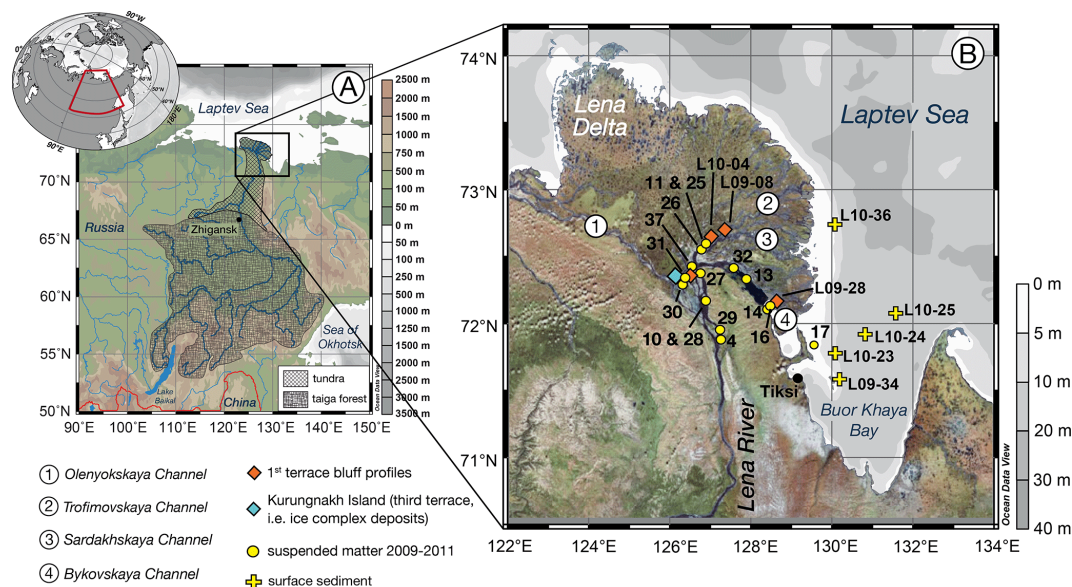 90°W
0°
60°N
50°N
40°N
180°E
90°E
A
Laptev Sea
70°N
65°N
60°N
55°N
50°N
Russia
Zhigansk
Sea of
Okhotsk
Lake
Baikal
China
tundra
taiga forest
90°E
100°E
110°E
120°E
130°E
140°E
150°E
2500 m
2000 m
1500 m
1000 m
750 m
500 m
100 m
50 m
0 m
50 m
100 m
250 m
500 m
1000 m
1250 m
1500 m
2000 m
2500 m
3000 m
3500 m
Ocean Data View
B
74°N
73°N
72°N
71°N
Lena
Delta
Laptev Sea
L10-04
11 & 25
L09-08
26
37
31
1
2
3
L10-36
32
13
27
L09-28
30
14
4
L10-25
29
10 & 28
4
16
17
L10-24
L10-23
L09-34
Tiksi
Buor Khaya
Bay
Lena River
122°E
124°E
126°E
128°E
130°E
132°E
134°E
0 m
5 m
10 m
20 m
30 m
40 m
Ocean Data View
1 Olenyokskaya Channel
2 Trofimovskaya Channel
3 Sardakhskaya Channel
4 Bykovskaya Channel
1st terrace bluff profiles
Kurungnakh Island (third terrace,
i.e. ice complex deposits)
suspended matter 2009-2011
surface sediment